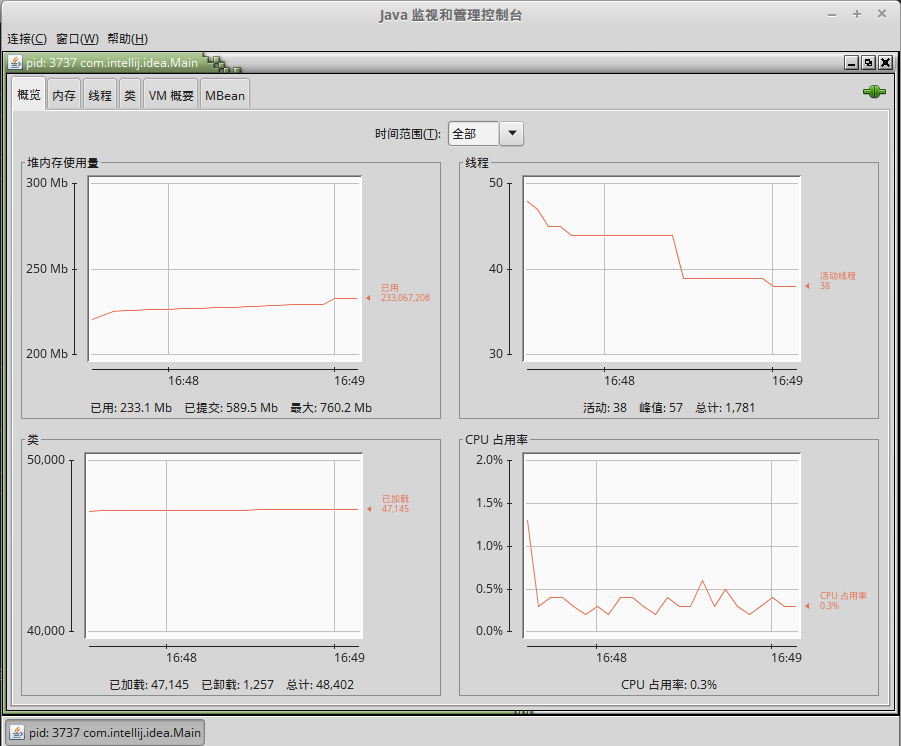 Java 监视和管理控制台
连接(C) 窗口(W) 帮助(H)
pid: 3737 com.intellij.idea.Main
概览 内存 线程 类 VM 概要 MBean
时间范围(T): 全部
堆内存使用量
300 Mb
250 Mb
200 Mb
已用
233,067,208
16:48 16:49
已用: 233.1 Mb 已提交: 589.5 Mb 最大: 760.2 Mb
线程
50
40
30
活动线程
38
16:48 16:49
活动: 38 峰值: 57 总计: 1,781
类
50,000
40,000
已加载
47,145
16:48 16:49
已加载: 47,145 已卸载: 1,257 总计: 48,402
CPU 占用率
2.0%
1.5%
1.0%
0.5%
0.0%
CPU 占用率
0.3%
16:48 16:49
CPU 占用率: 0.3%
pid: 3737 com.intellij.idea.Main